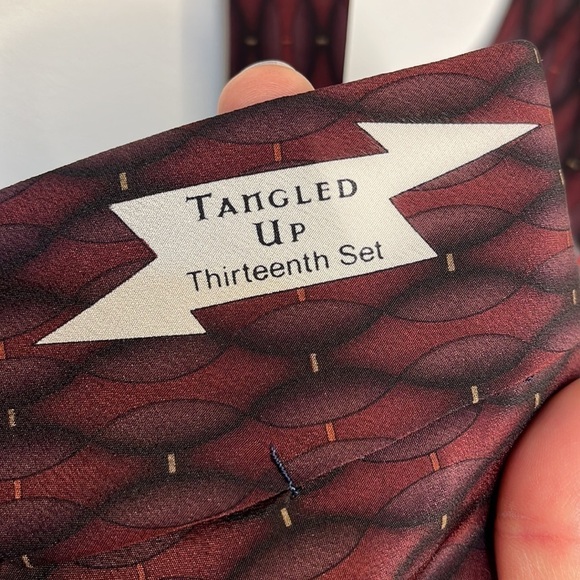 Tangled
Up
Thirteenth Set